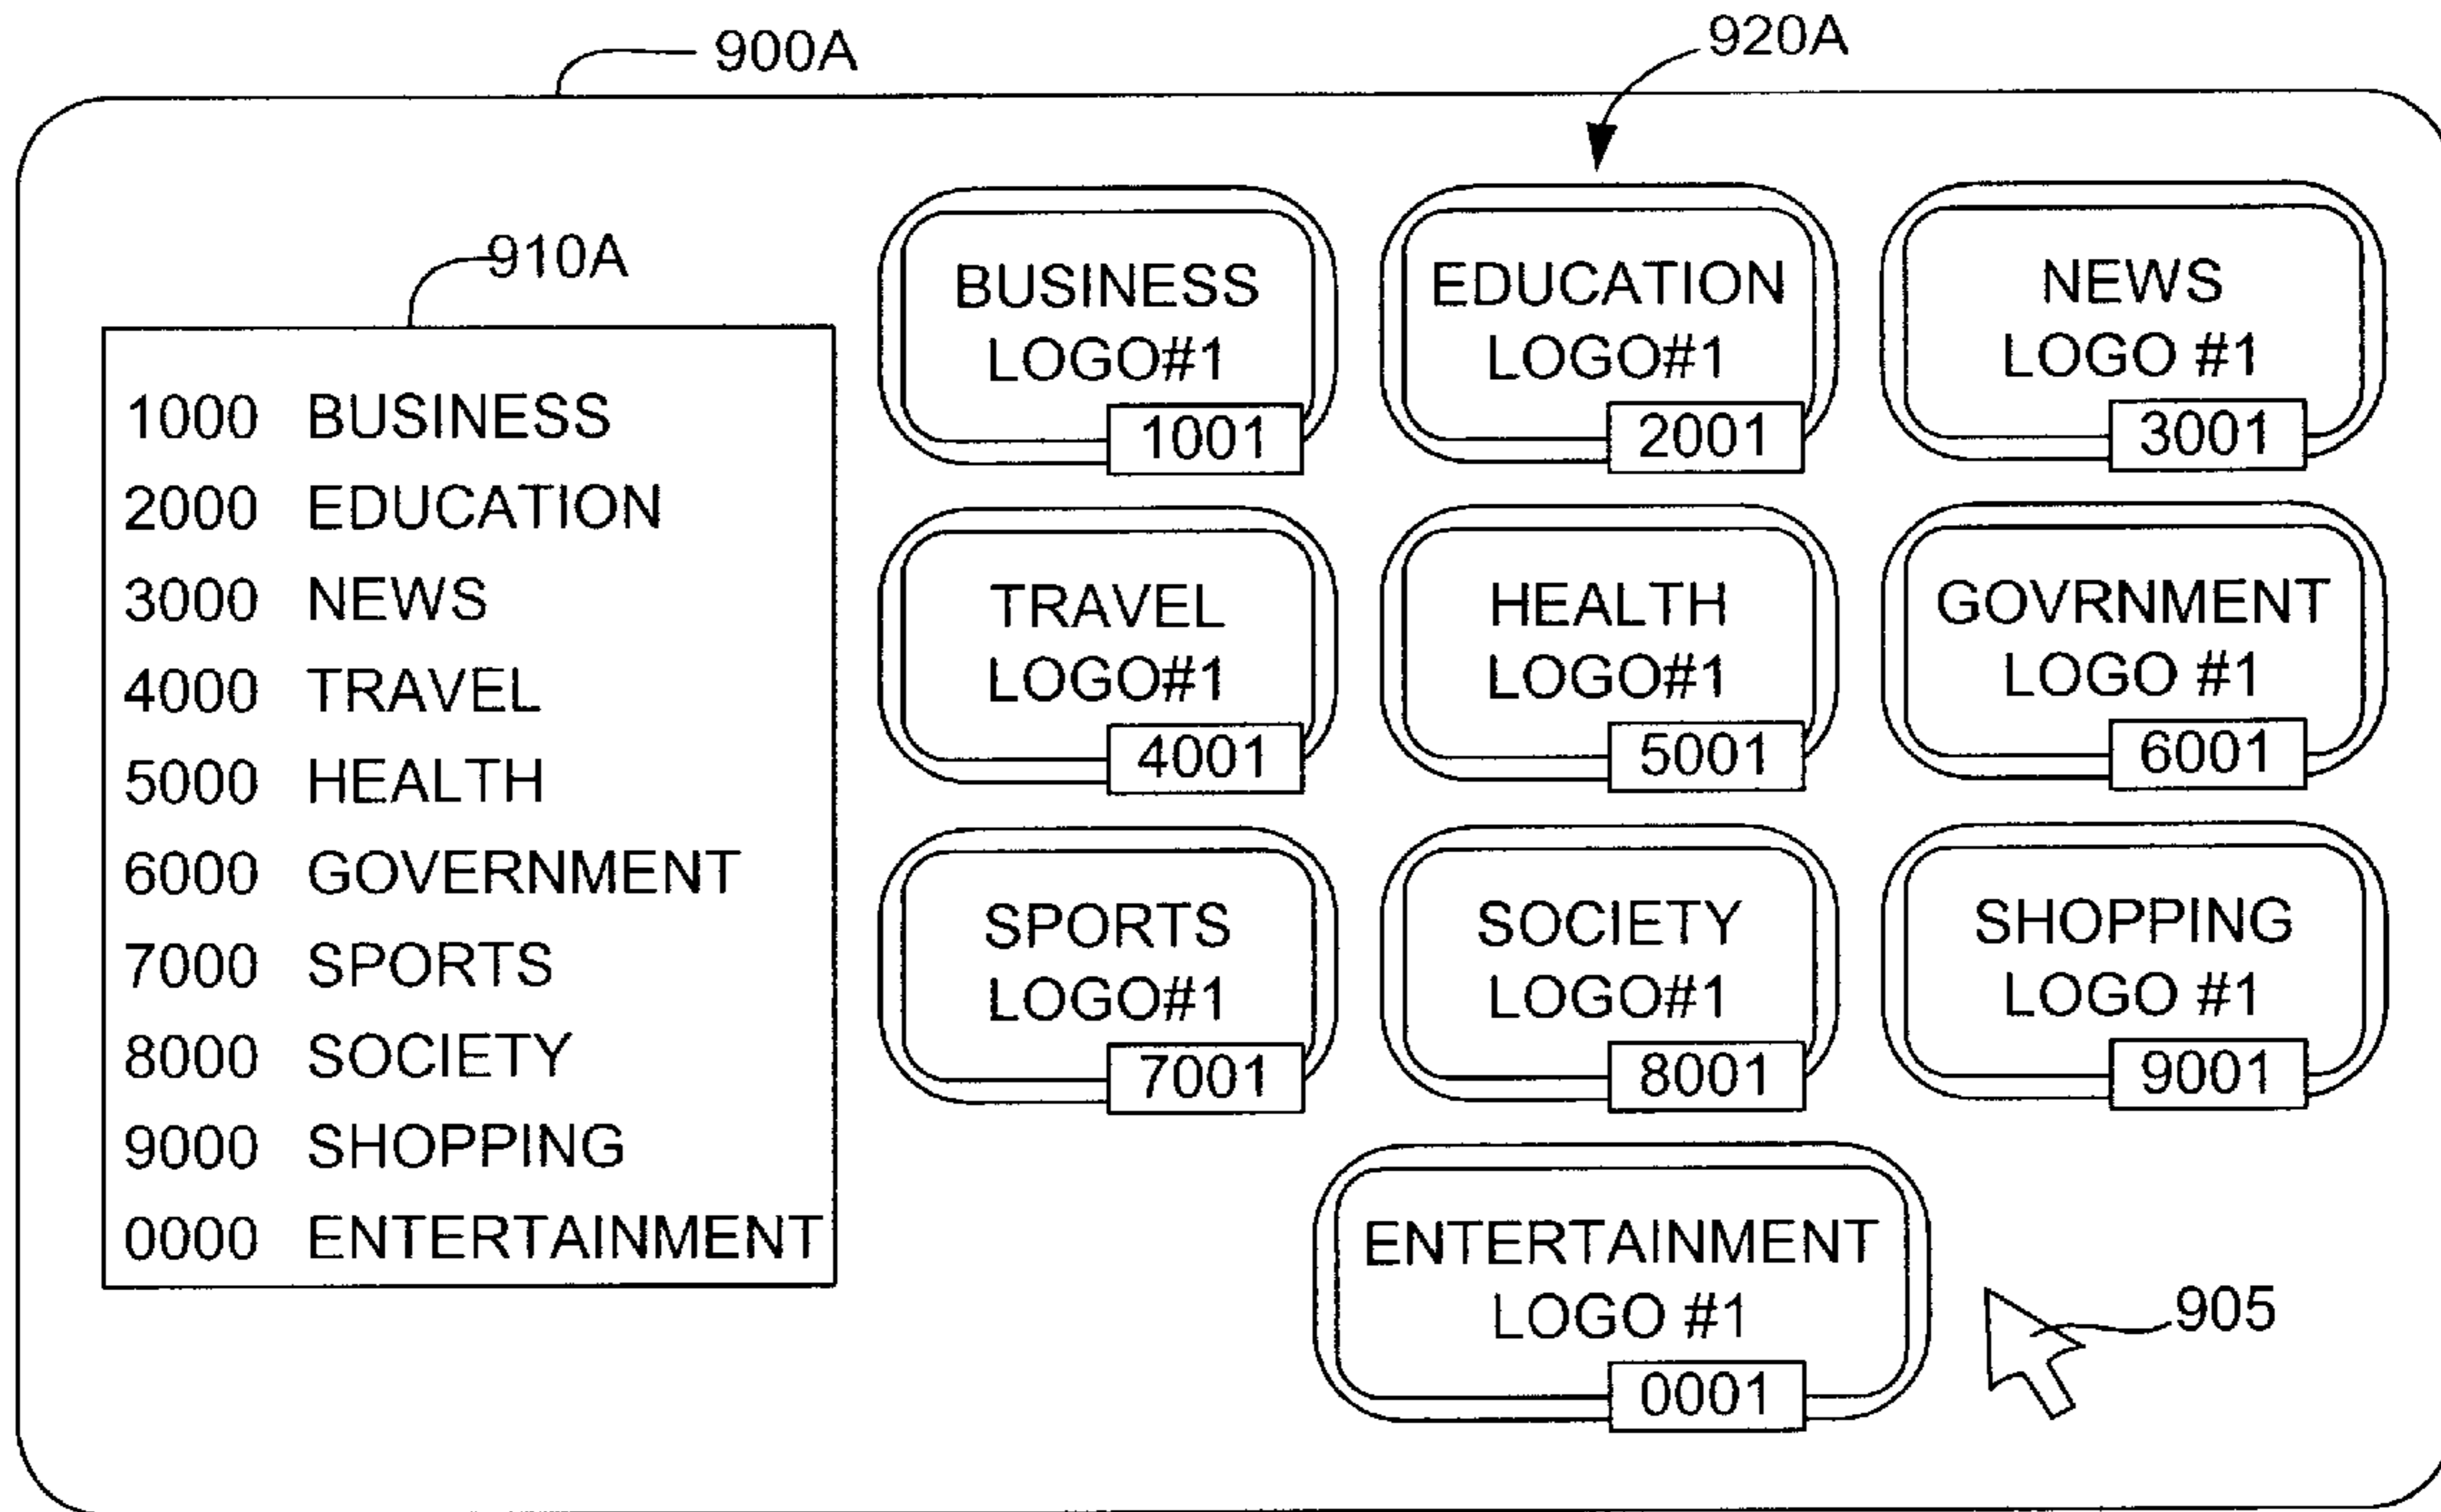 900A
920A
910A
1000 BUSINESS
2000 EDUCATION
3000 NEWS
4000 TRAVEL
5000 HEALTH
6000 GOVERNMENT
7000 SPORTS
8000 SOCIETY
9000 SHOPPING
0000 ENTERTAINMENT
BUSINESS
LOGO#1
1001
EDUCATION
LOGO#1
2001
NEWS
LOGO #1
3001
TRAVEL
LOGO#1
4001
HEALTH
LOGO#1
5001
GOVRNMENT
LOGO #1
6001
SPORTS
LOGO#1
7001
SOCIETY
LOGO#1
8001
SHOPPING
LOGO #1
9001
ENTERTAINMENT
LOGO #1
0001
905